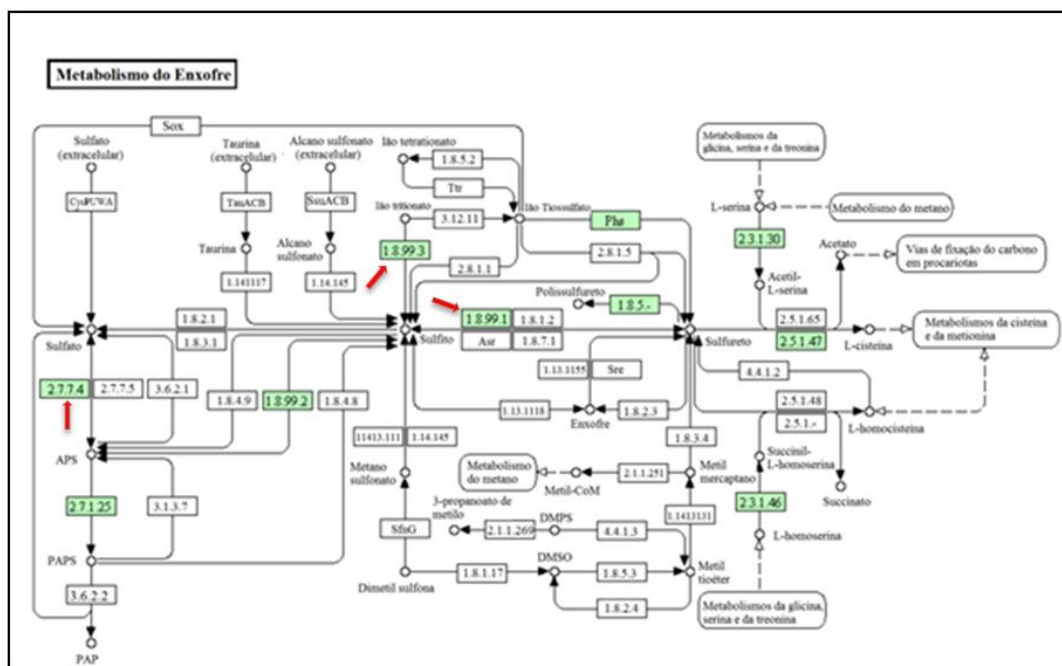 Metabolismo do Enxofre
Sox
Sulfato
(extracelular)
Taurina
(extracelular)
Alcano sulfonato
(extracelular)
Ião tetrationato
1.8.5.2
Ttr
CysPUWA
TauACB
SsuACB
Ião tritionato
3.12.11
Ião Tiossulfato
Phs
Taurina
Alcano
sulfonato
1.8.99.3
2.8.1.1
2.8.1.5
1.141117
1.14.145
Polissulfureto
1.8.5.-
1.8.2.1
1.8.3.1
Sulfato
Sulfito
1.8.99.1
1.8.1.2
Asr
1.8.7.1
Sulfureto
2.7.7.4
2.7.7.5
3.6.2.1
1.8.4.9
1.8.99.2
1.8.4.8
1.13.1155
Sre
1.13.1118
Enxofre
1.8.2.3
APS
2.7.1.25
3.1.3.7
PAPS
3.6.2.2
PAP
11413.111
1.14.145
Metano
sulfonato
SfnG
Dimetil sulfona
1.8.3.4
Metabolismo
do metano
Metil-CoM
2.1.1.251
Metil
mercaptano
3-propanoato de
metilo
2.1.1.269
DMPS
4.4.1.3
1.1413131
1.8.1.17
DMSO
1.8.5.3
Metil
tioéter
1.8.2.4
Metabolismos da
glicina, serina e da treonina
L-serina
Metabolismo do metano
2.3.1.30
Acetil-
L-serina
Acetato
Vias de fixação do carbono
em procariotas
2.5.1.65
2.5.1.47
L-cisteína
Metabolismos da cisteína
e da metionina
4.4.1.2
2.5.1.48
2.5.1.-
L-homocisteína
Succinil-
L-homoserina
Succinato
2.3.1.46
L-homoserina
Metabolismos da glicina,
serina e da treonina